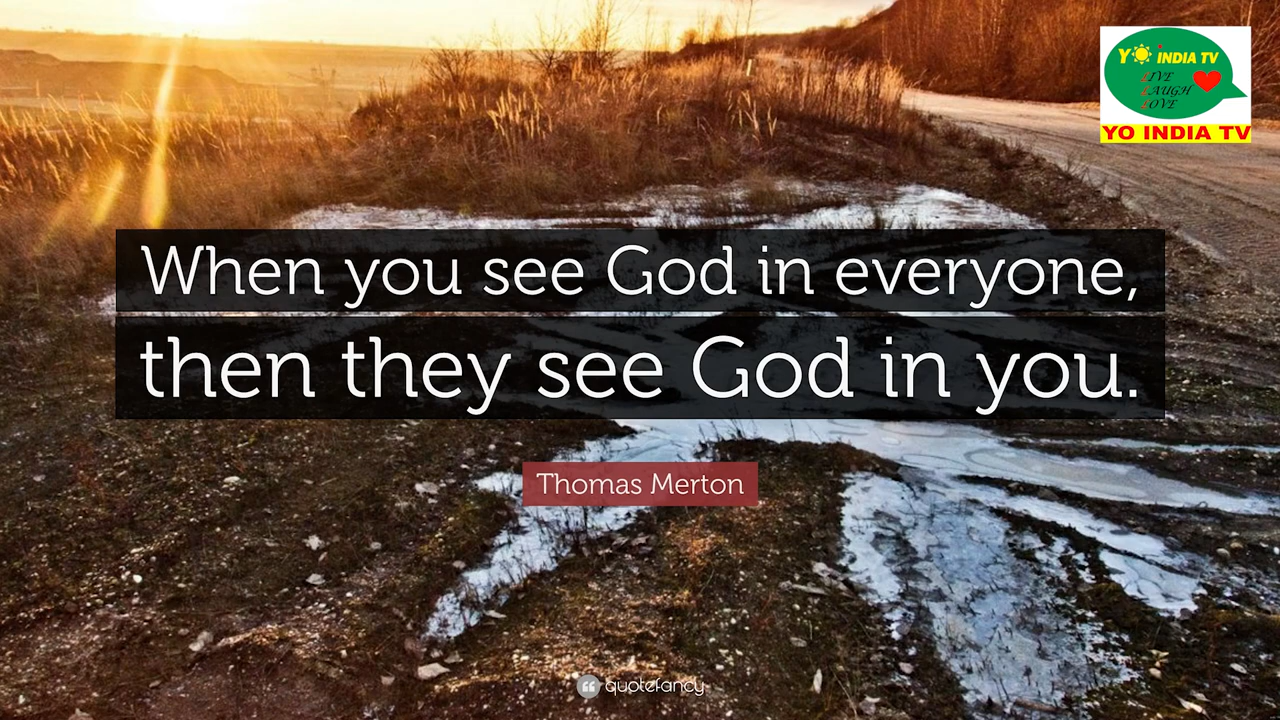 YO INDIA TV
LIVE
LAUGH
LOVE
YO INDIA TV
When you see God in everyone,
then they see God in you.
Thomas Merton
quotefancy